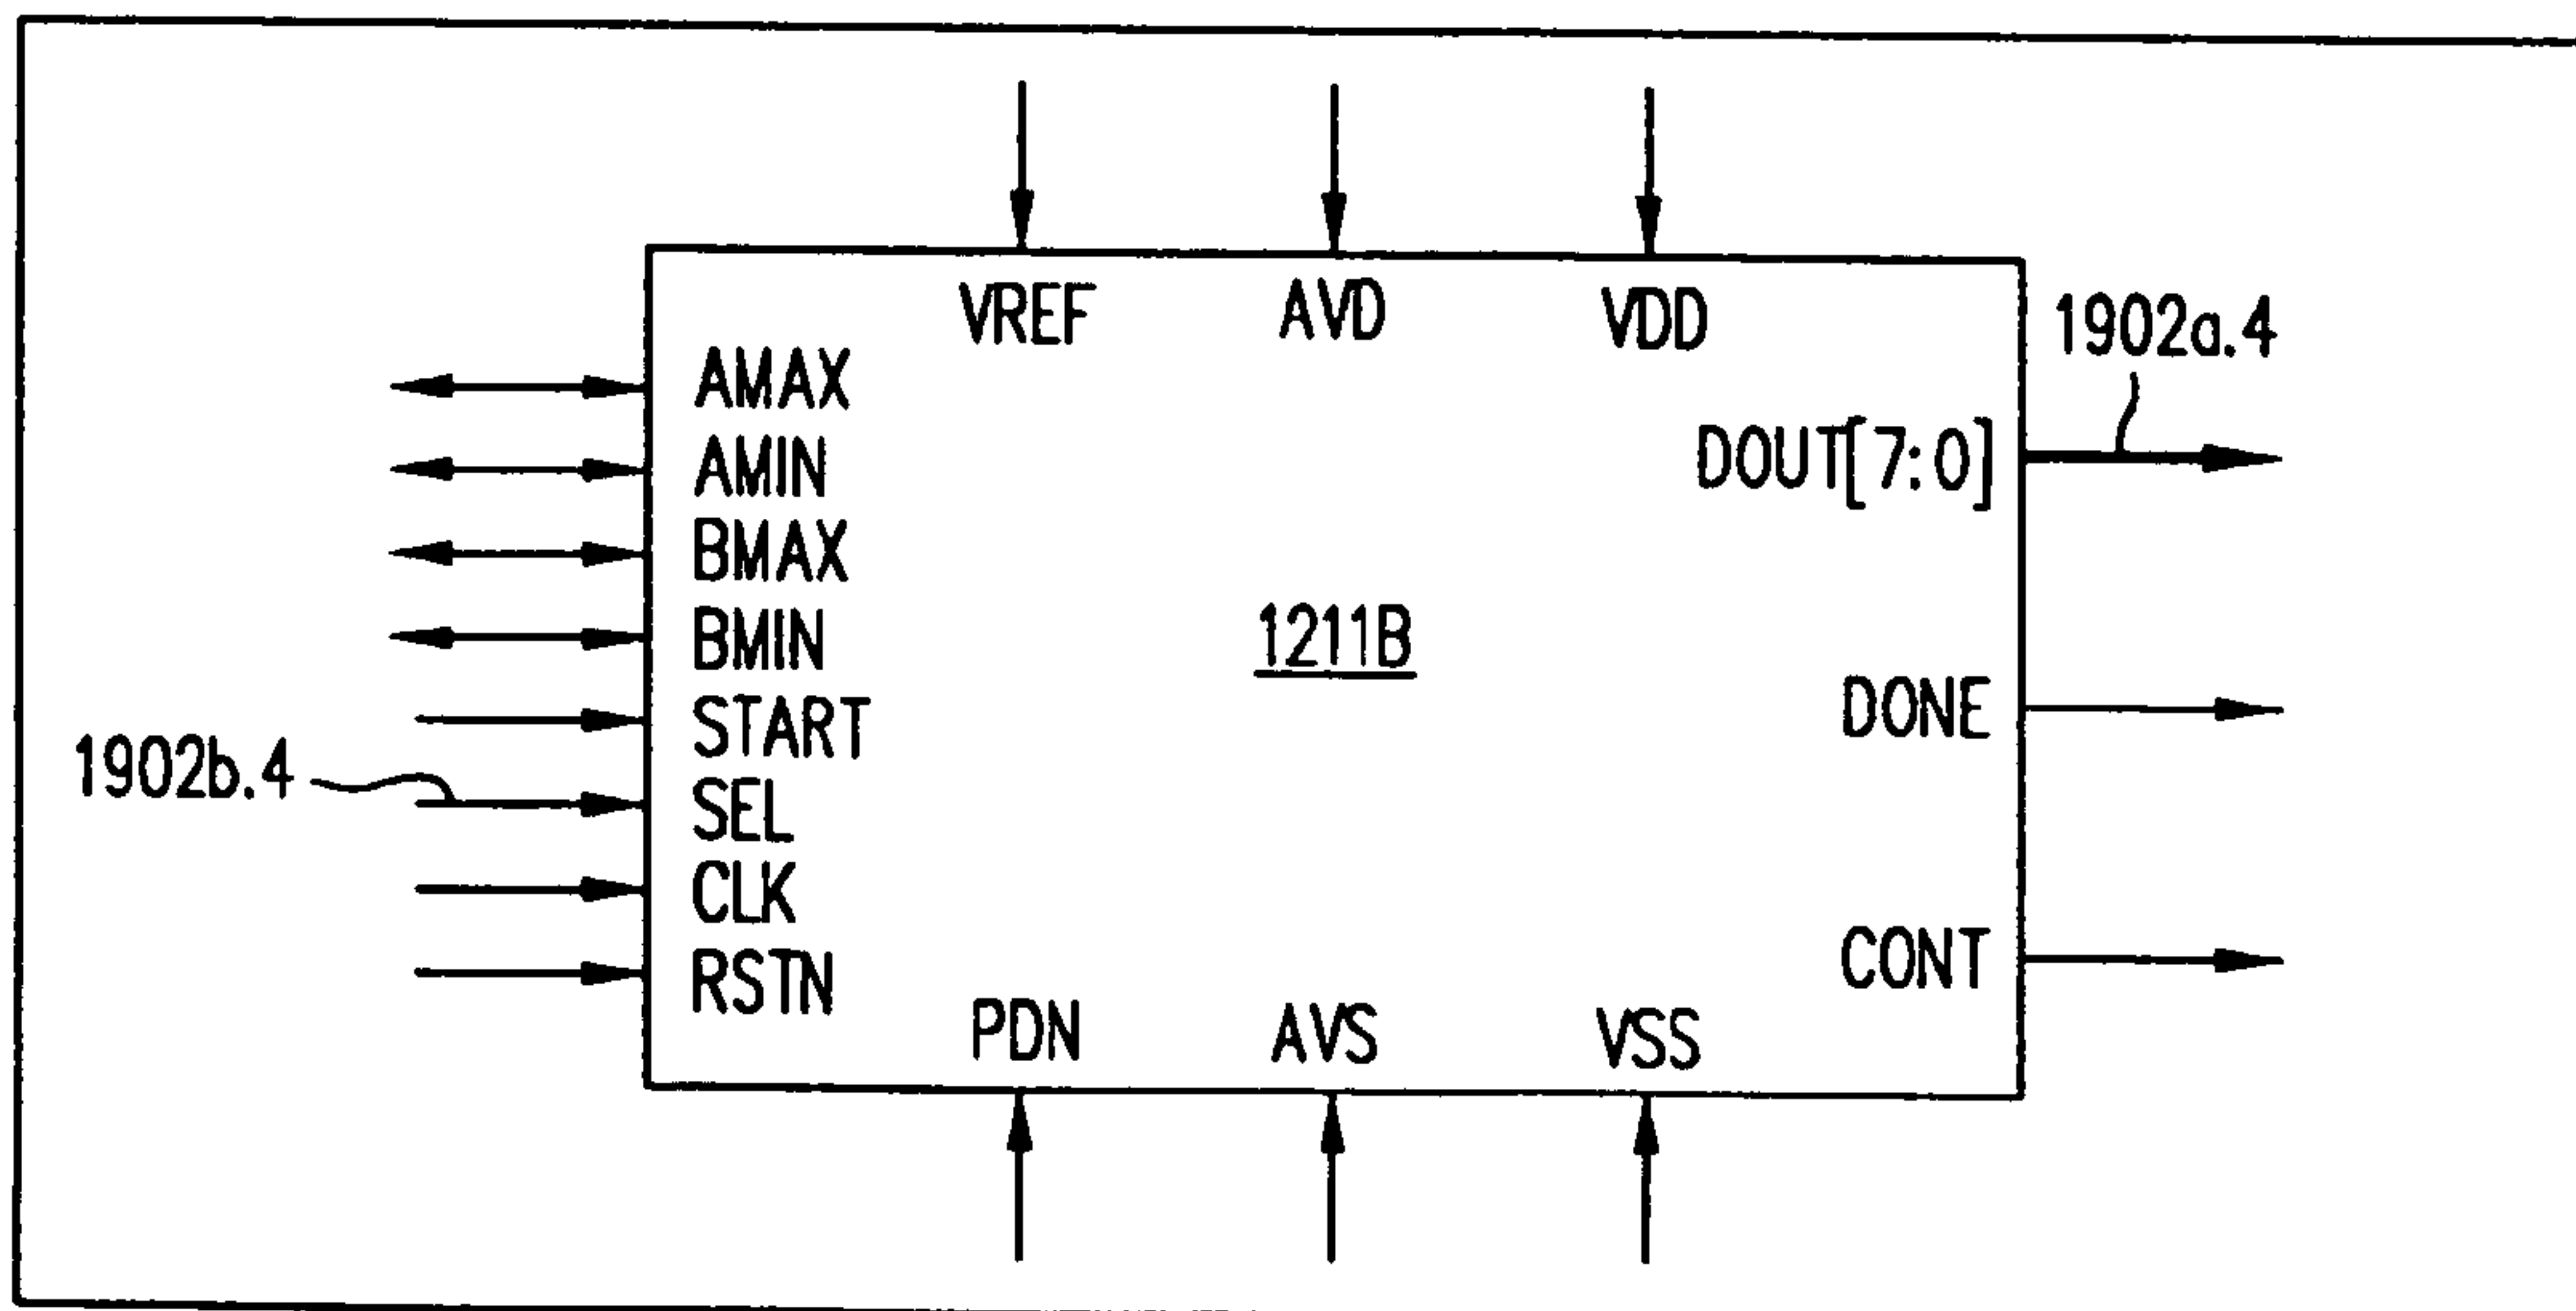 VREF
AVD
VDD
1902a.4
AMAX
AMIN
BMAX
BMIN
START
SEL
CLK
RSTN
1902b.4
1211B
DOUT[7:0]
DONE
CONT
PDN
AVS
VSS